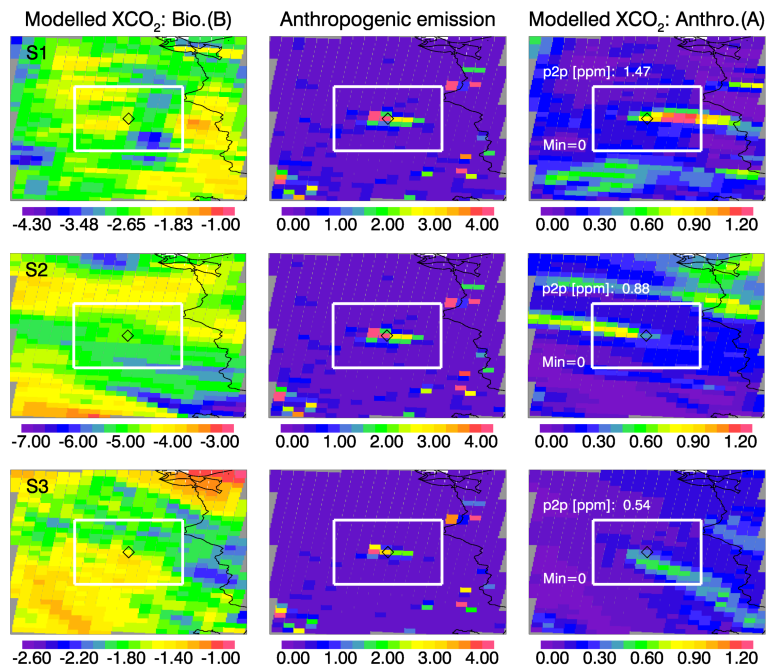 Modelled XCO2: Bio.(B) Anthropogenic emission Modelled XCO2: Anthro.(A)
S1
p2p [ppm]: 1.47
Min=0
-4.30 -3.48 -2.65 -1.83 -1.00 0.00 1.00 2.00 3.00 4.00 0.00 0.30 0.60 0.90 1.20
S2
p2p [ppm]: 0.88
Min=0
-7.00 -6.00 -5.00 -4.00 -3.00 0.00 1.00 2.00 3.00 4.00 0.00 0.30 0.60 0.90 1.20
S3
p2p [ppm]: 0.54
Min=0
-2.60 -2.40 -1.80 -1.40 -1.00 0.00 1.00 2.00 3.00 4.00 0.00 0.30 0.60 0.90 1.20